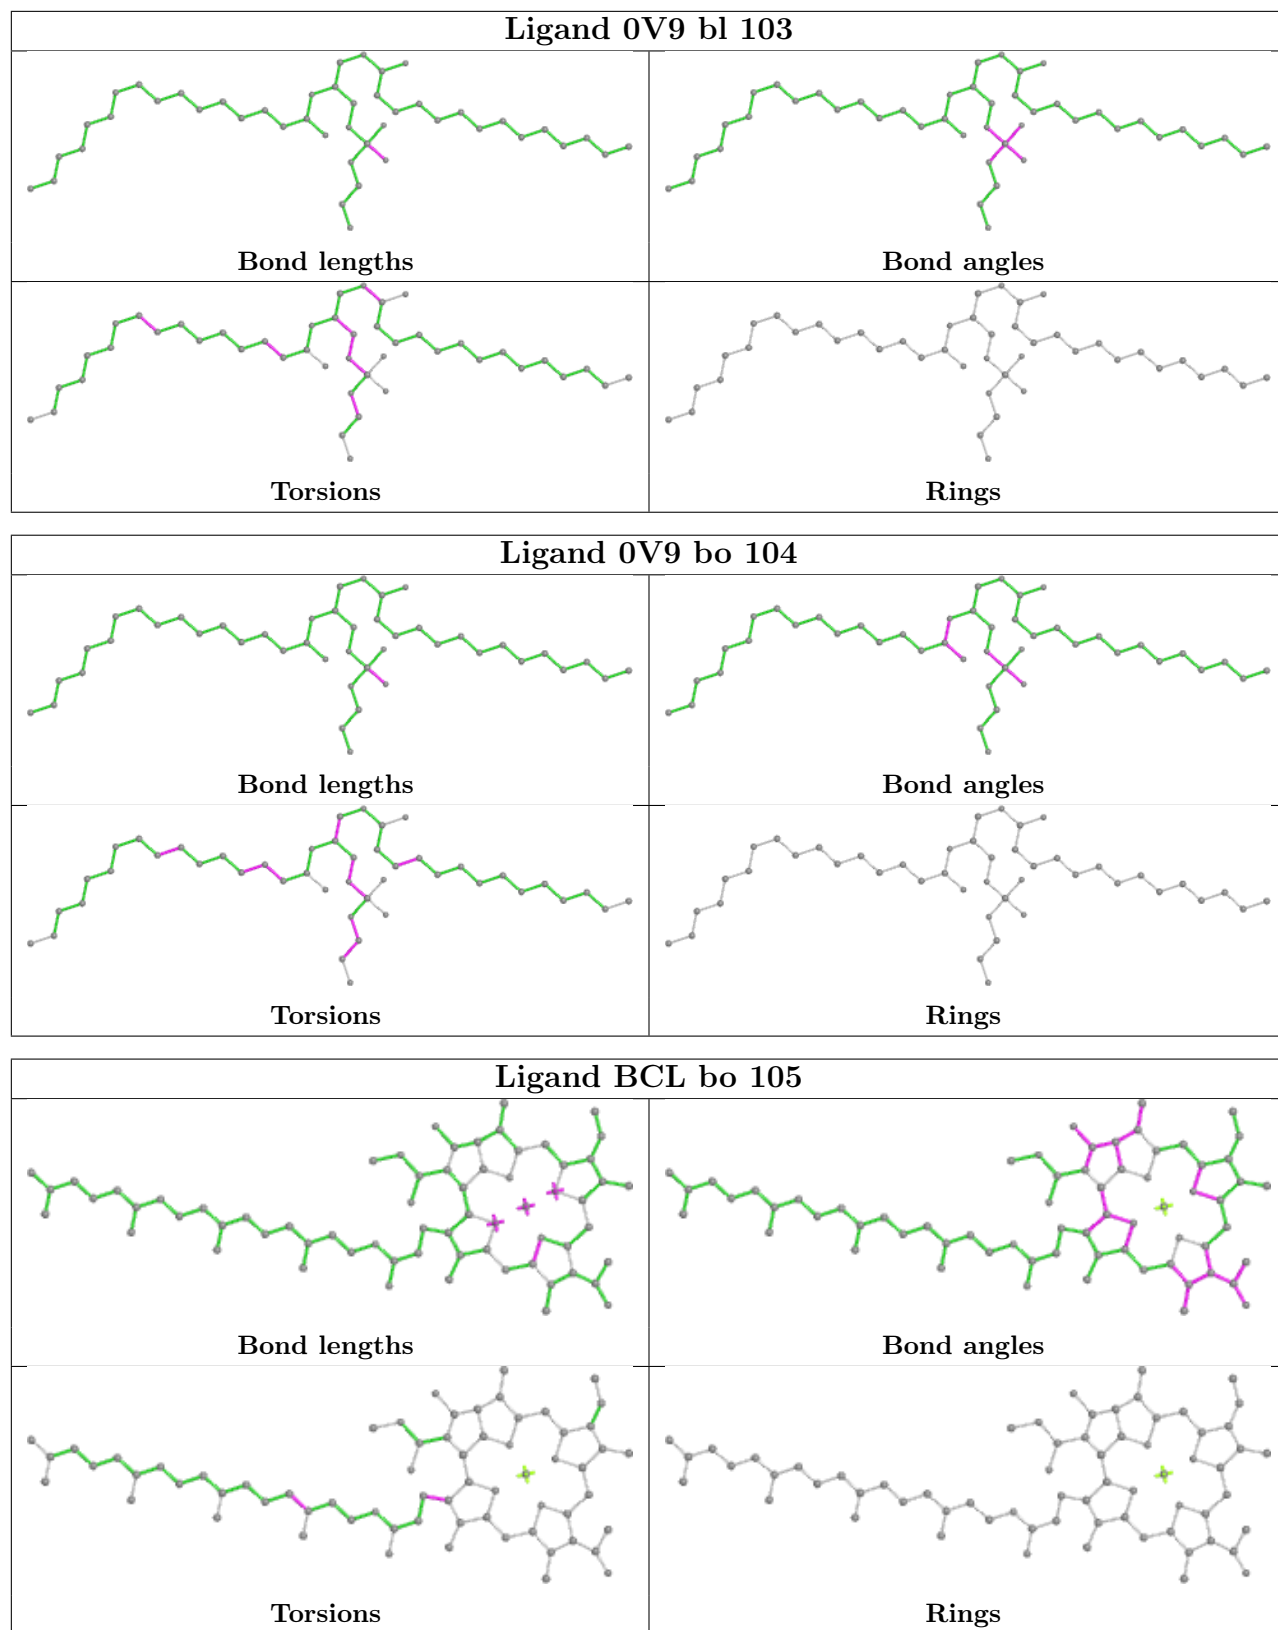 Ligand 0V9 bl 103
Bond lengths
Bond angles
Torsions
Rings
Ligand 0V9 bo 104
Bond lengths
Bond angles
Torsions
Rings
Ligand BCL bo 105
Bond lengths
Bond angles
Torsions
Rings